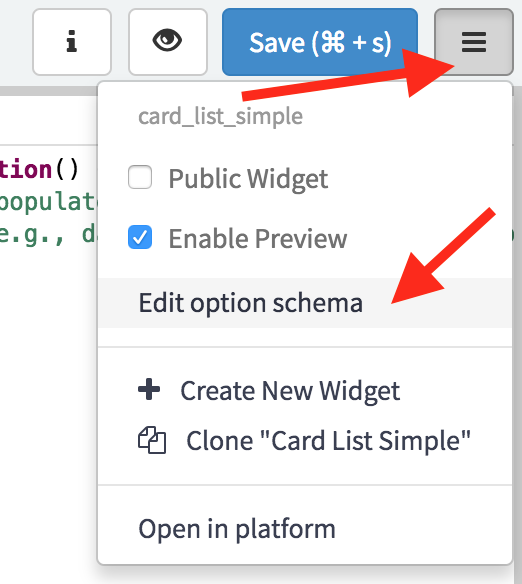 Save (⌘ + s)
card_list_simple
tion()
Public Widget
populat
e.g., d
Enable Preview
Edit option schema
Create New Widget
Clone "Card List Simple"
Open in platform